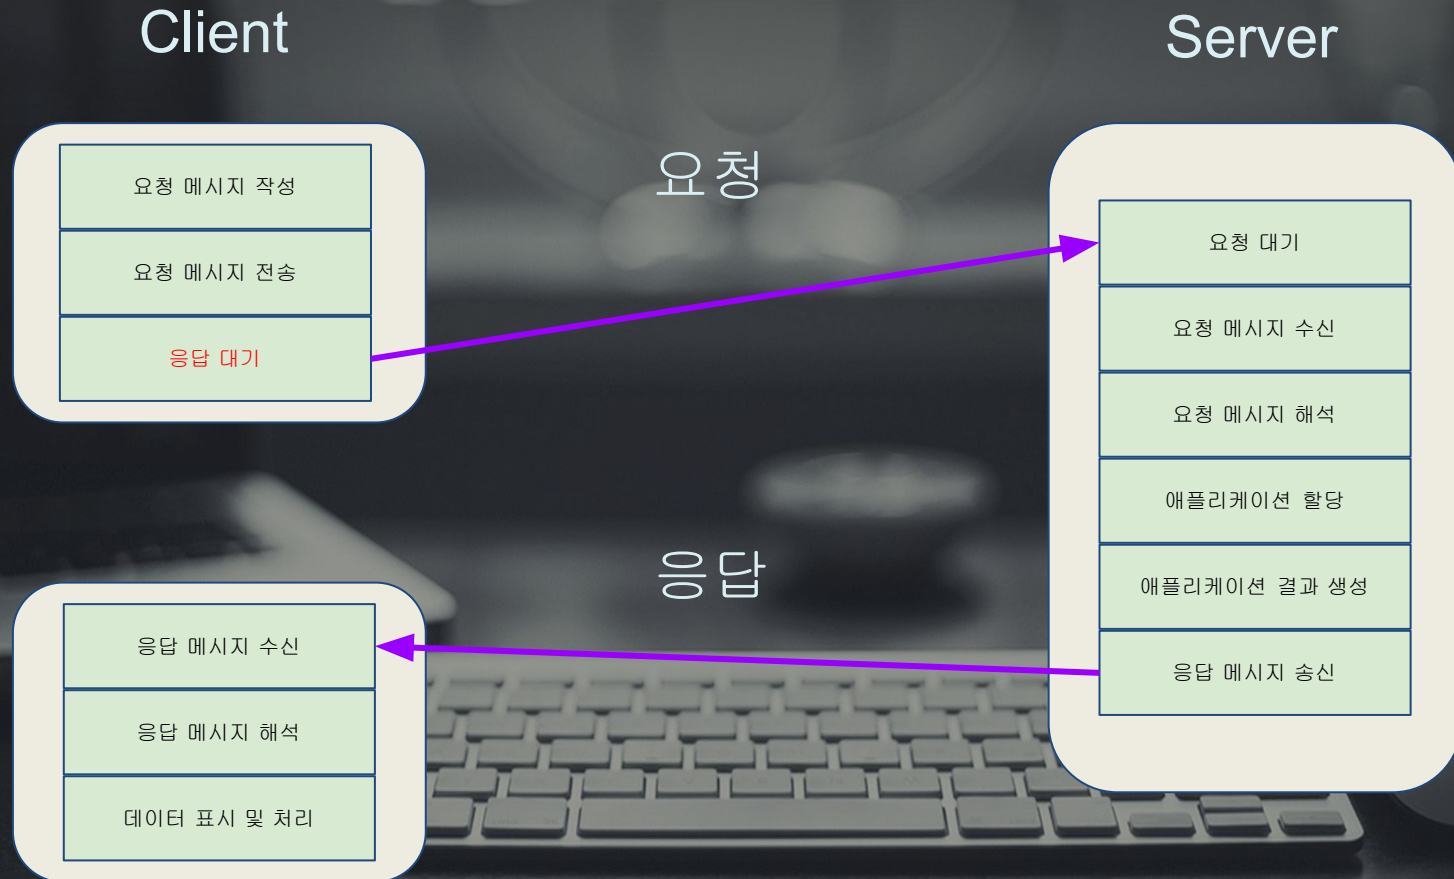 Client
Server
요청
요청 메시지 작성
요청 메시지 전송
응답 대기
요청 대기
요청 메시지 수신
요청 메시지 해석
애플리케이션 할당
애플리케이션 결과 생성
응답 메시지 송신
응답
응답 메시지 수신
응답 메시지 해석
데이터 표시 및 처리